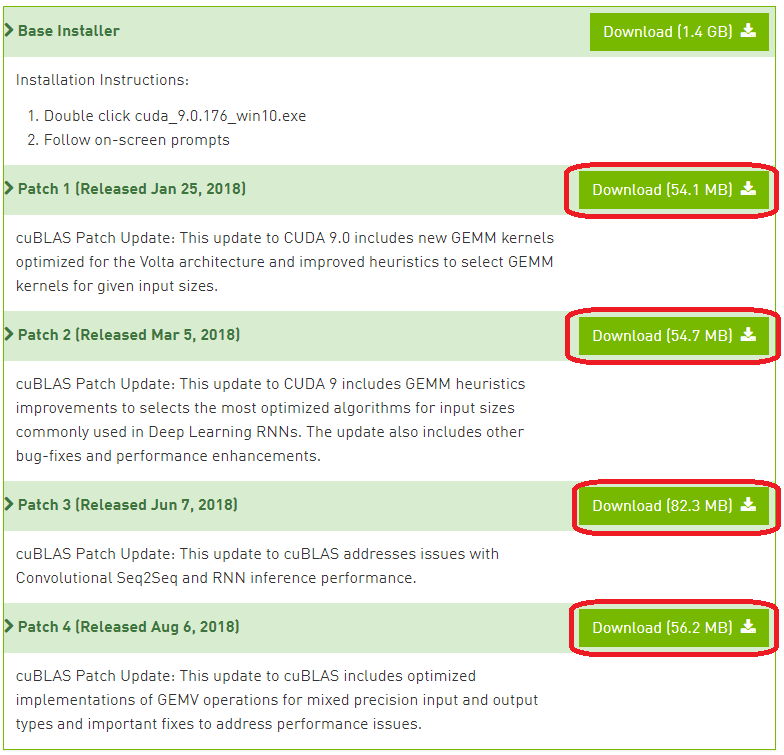 Base Installer
Download (1.4 GB)
Installation Instructions:
1. Double click cuda_9.0.176_win10.exe
2. Follow on-screen prompts
Patch 1 (Released Jan 25, 2018)
Download (54.1 MB)
cuBLAS Patch Update: This update to CUDA 9.0 includes new GEMM kernels
optimized for the Volta architecture and improved heuristics to select GEMM
kernels for given input sizes.
Patch 2 (Released Mar 5, 2018)
Download (54.7 MB)
cuBLAS Patch Update: This update to CUDA 9 includes GEMM heuristics
improvements to selects the most optimized algorithms for input sizes
commonly used in Deep Learning RNNs. The update also includes other
bug-fixes and performance enhancements.
Patch 3 (Released Jun 7, 2018)
Download (82.3 MB)
cuBLAS Patch Update: This update to cuBLAS addresses issues with
Convolutional Seq2Seq and RNN inference performance.
Patch 4 (Released Aug 6, 2018)
Download (56.2 MB)
cuBLAS Patch Update: This update to cuBLAS includes optimized
implementations of GEMV operations for mixed precision input and output
types and important fixes to address performance issues.